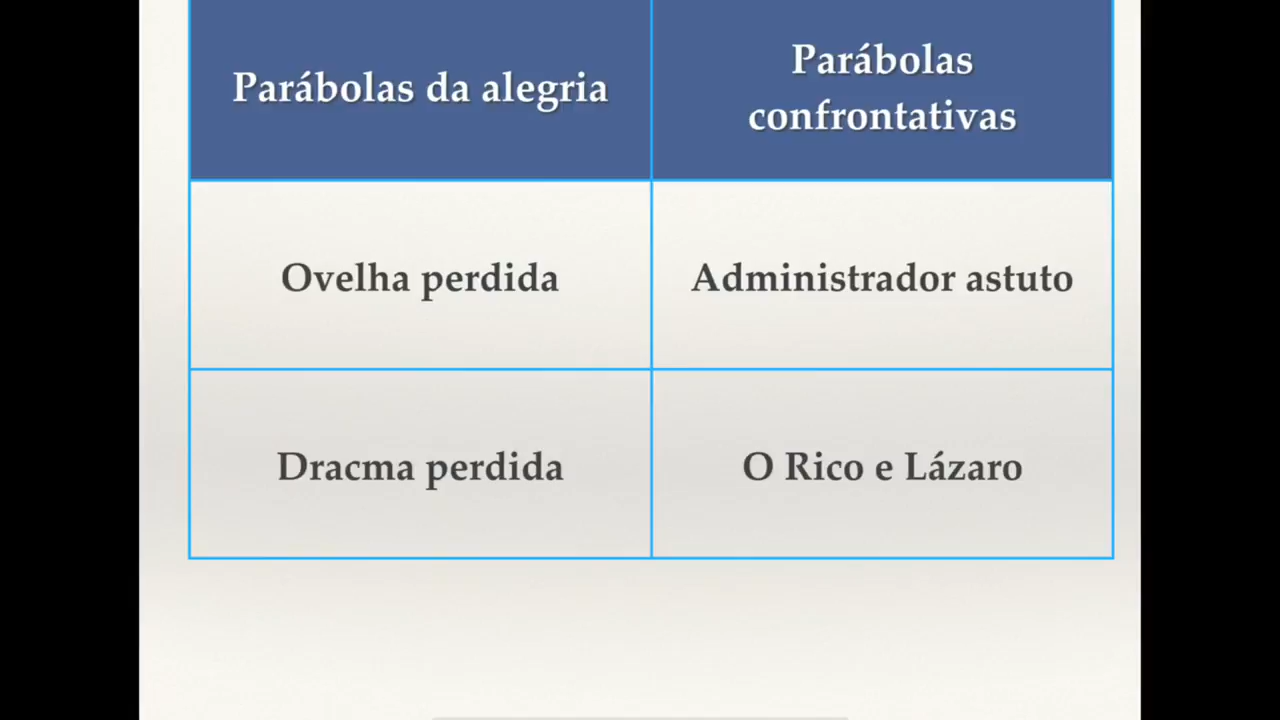 Parábolas da alegria
Parábolas
confrontativas
Ovelha perdida
Administrador astuto
Dracma perdida
O Rico e Lázaro